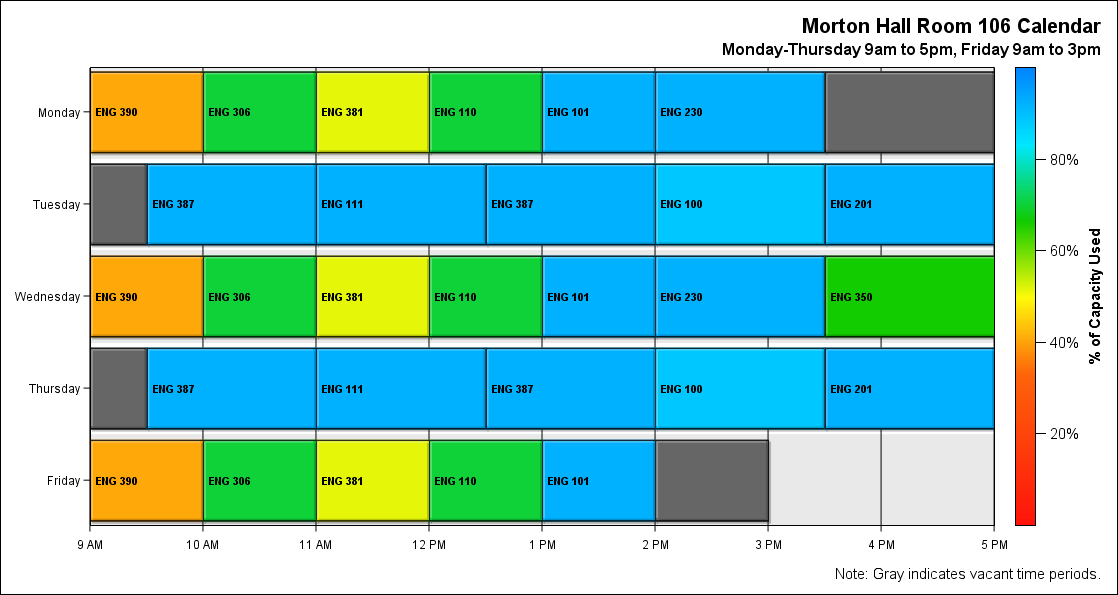 Morton Hall Room 106 Calendar
Monday-Thursday 9am to 5pm, Friday 9am to 3pm
Monday
ENG 390
ENG 306
ENG 381
ENG 110
ENG 101
ENG 230
Tuesday
ENG 387
ENG 111
ENG 387
ENG 100
ENG 201
Wednesday
ENG 390
ENG 306
ENG 381
ENG 110
ENG 101
ENG 230
ENG 350
Thursday
ENG 387
ENG 111
ENG 387
ENG 100
ENG 201
Friday
ENG 390
ENG 306
ENG 381
ENG 110
ENG 101
9 AM
10 AM
11 AM
12 PM
1 PM
2 PM
3 PM
4 PM
5 PM
80%
60%
40%
20%
% of Capacity Used
Note: Gray indicates vacant time periods.